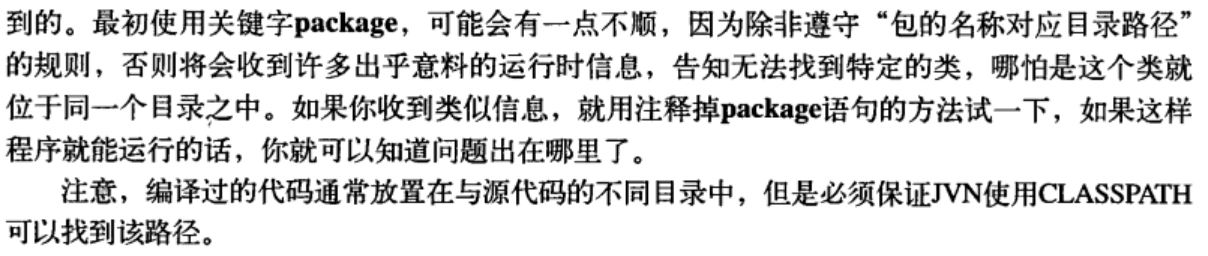 到的。最初使用关键字package，可能会有一点不顺，因为除非遵守“包的名称对应目录路径”
的规则，否则将会收到许多出乎意料的运行时信息，告知无法找到特定的类，哪怕是这个类就
位于同一个目录之中。如果你收到类似信息，就用注释掉package语句的方法试一下，如果这样
程序就能运行的话，你就可以知道问题出在哪里了。
注意，编译过的代码通常放置在与源代码的不同目录中，但是必须保证JVN使用CLASSPATH
可以找到该路径。